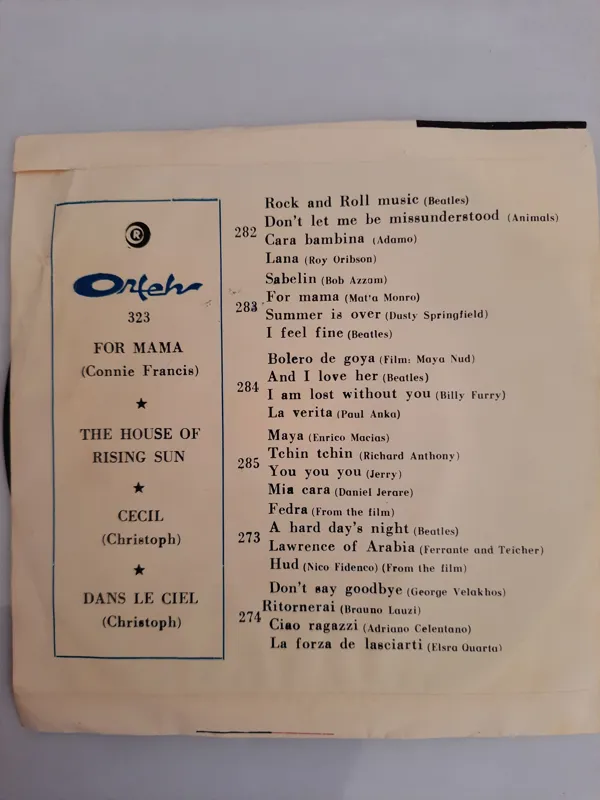 ®
Orfeh
323
FOR MAMA
(Connie Francis)
★
THE HOUSE OF
RISING SUN
★
CECIL
(Christoph)
★
DANS LE CIEL
(Christoph)
282
Rock and Roll music (Beatles)
Don't let me be missunderstood (Animals)
Cara bambina (Adamo)
Lana (Roy Oribson)
283
Sabelin (Bob Azzam)
For mama (Mat'a Monro)
Summer is over (Dusty Springfield)
I feel fine (Beatles)
284
Bolero de goya (Film: Maya Nud)
And I love her (Beatles)
I am lost without you (Billy Furry)
La verita (Paul Anka)
285
Maya (Enrico Macias)
Tchin tchin (Richard Anthony)
You you you (Jerry)
Mia cara (Daniel Jerare)
273
Fedra (From the film)
A hard day's night (Beatles)
Lawrence of Arabia (Ferrante and Teicher)
Hud (Nico Fidenco) (From the film)
274
Don't say goodbye (George Velakhos)
Ritornerai (Brauno Lauzi)
Ciao ragazzi (Adriano Celentano)
La forza de lasciarti (Elsra Quarta)